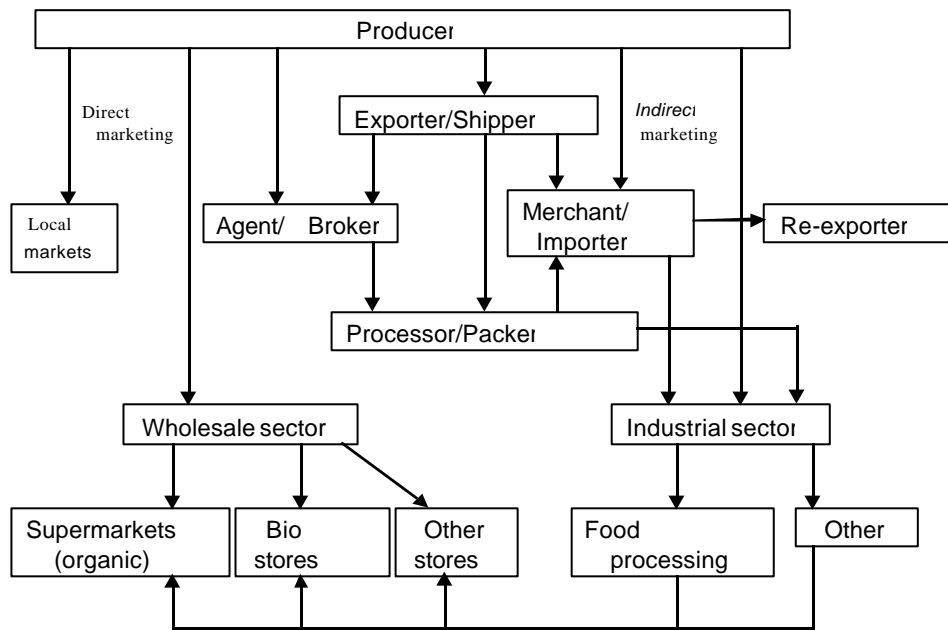 Producer
Direct
marketing
Exporter/Shipper
Indirect
marketing
Local
markets
Agent/ Broker
Merchant/
Importer
Re-exporter
Processor/Packer
Wholesale sector
Industrial sector
Supermarkets
(organic)
Bio
stores
Other
stores
Food
processing
Other